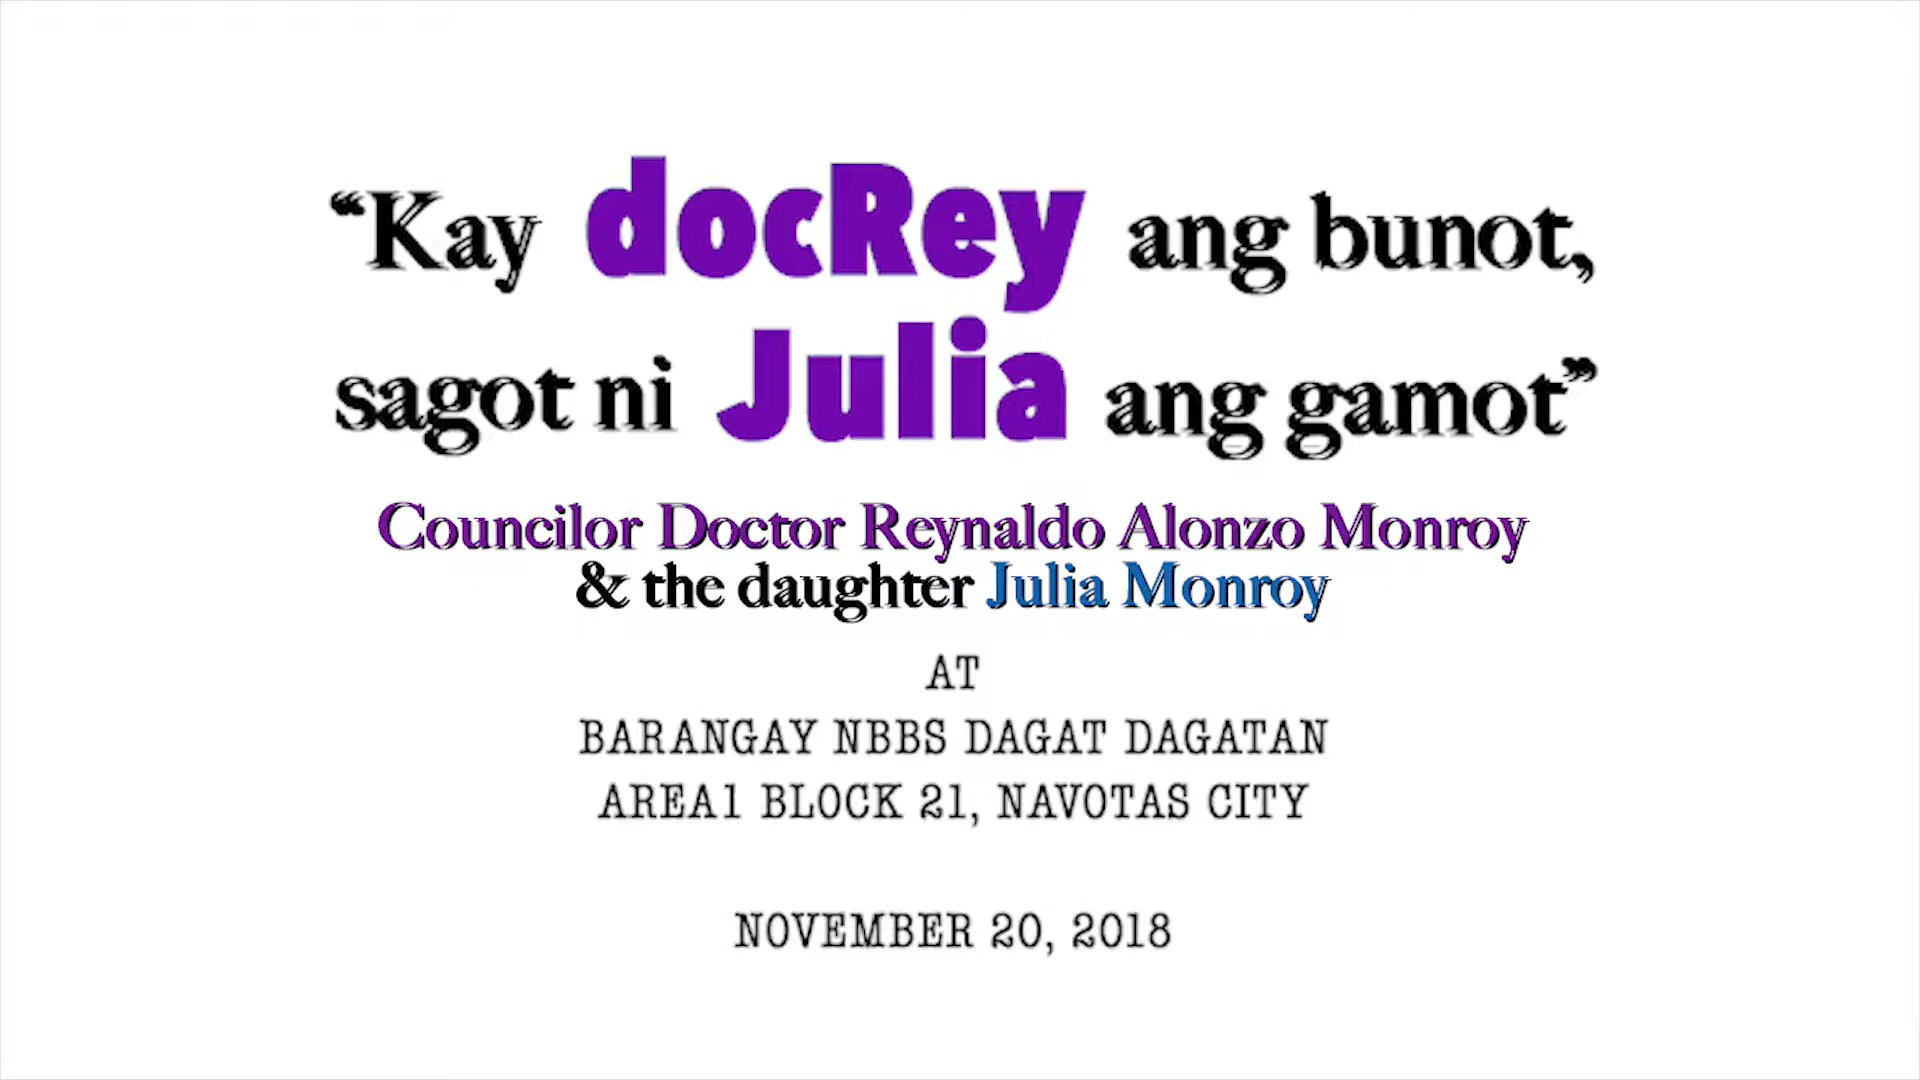 “Kay docRey ang bunot,
sagot ni Julia ang gamot”
Councilor Doctor Reynaldo Alonzo Monroy
& the daughter Julia Monroy
AT
BARANGAY NBBS DAGAT DAGATAN
AREA1 BLOCK 21, NAVOTAS CITY
NOVEMBER 20, 2018